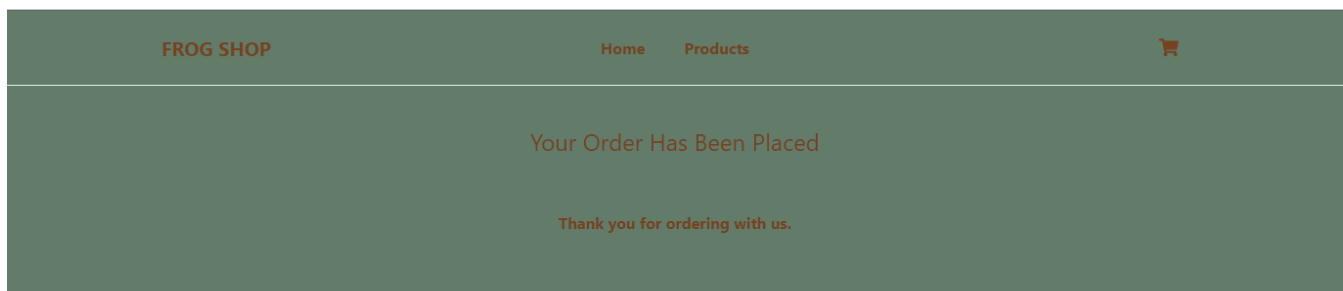 FROG SHOP Home Products
Your Order Has Been Placed
Thank you for ordering with us.